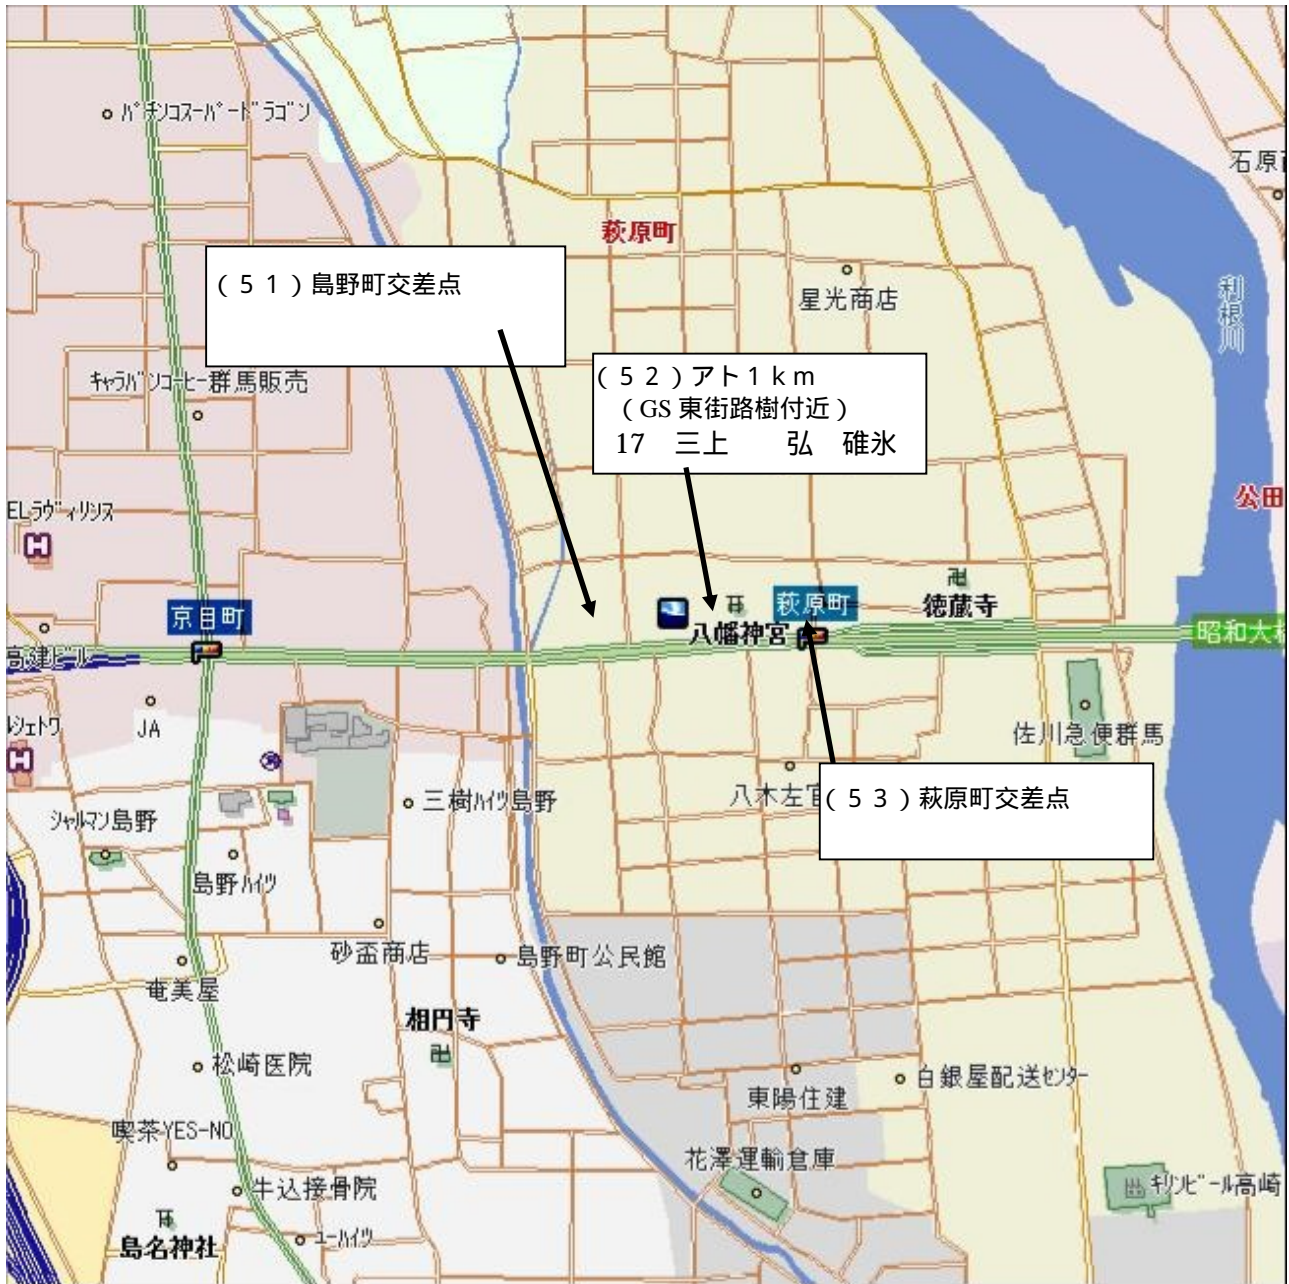 パチンコスーパードラゴン
石原
萩原町
(51)島野町交差点
星光商店
利根川
(52)アト1km
(GS東街路樹付近)
17 三上 弘 碓氷
キャラバンコーヒー群馬販売
公田
ELラヴィリンス
京目町
萩原町
徳蔵寺
八幡神宮
昭和大
高建ビル
JA
ルシェトワ
佐川急便群馬
八木左官
(53)萩原町交差点
三樹ハイツ島野
シャルマン島野
島野ハイツ
砂盃商店
島野町公民館
奄美屋
相円寺
松崎医院
白銀屋配送センター
東陽住建
喫茶YES-NO
花澤運輸倉庫
牛込接骨院
キリンビール高崎
島名神社
ユーハイツ